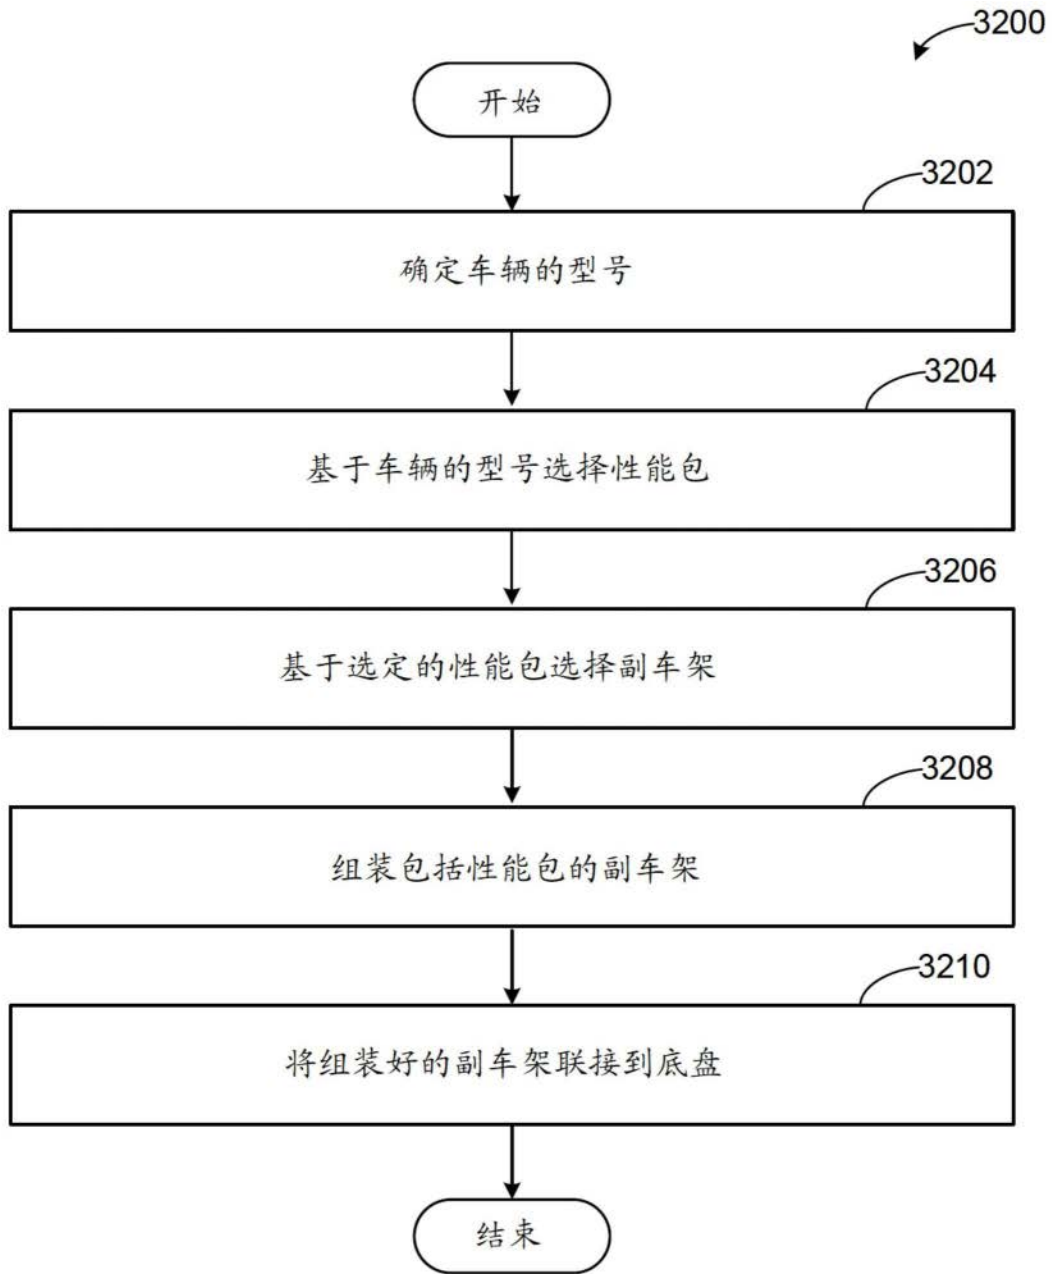 3200
开始
3202
确定车辆的型号
3204
基于车辆的型号选择性能包
3206
基于选定的性能包选择副车架
3208
组装包括性能包的副车架
3210
将组装好的副车架联接到底盘
结束